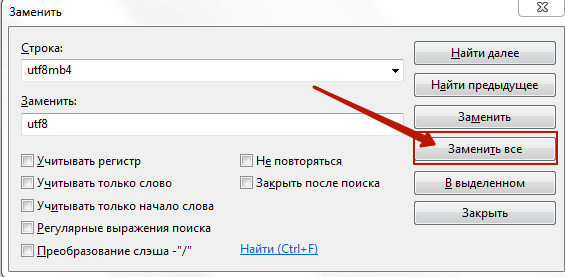 Заменить
Строка:
utf8mb4
Заменить:
utf8
Учитывать регистр
Учитывать только слово
Учитывать только начало слова
Регулярные выражения поиска
Преобразование слэша -"/"
Не повторяться
Закрыть после поиска
Найти (Ctrl+F)
Найти далее
Найти предыдущее
Заменить
Заменить все
В выделенном
Закрыть